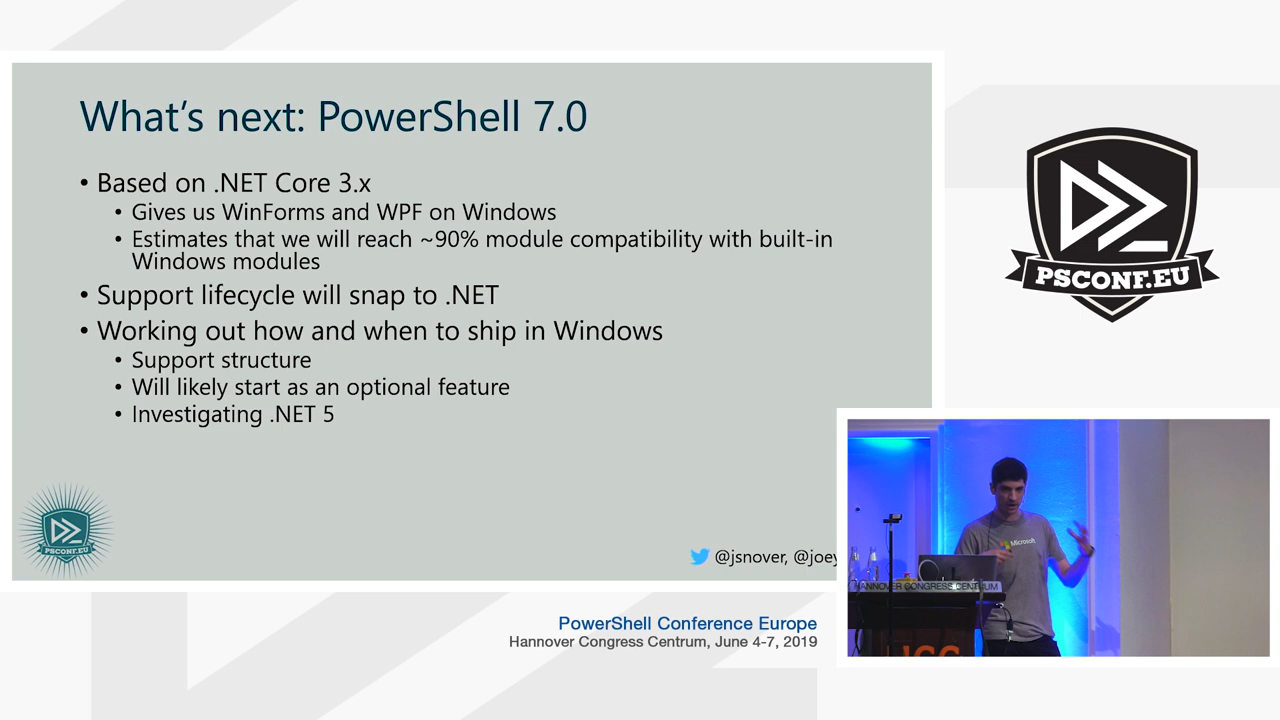 What's next: PowerShell 7.0
• Based on .NET Core 3.x
• Gives us WinForms and WPF on Windows
• Estimates that we will reach ~90% module compatibility with built-in
Windows modules
• Support lifecycle will snap to .NET
• Working out how and when to ship in Windows
• Support structure
• Will likely start as an optional feature
• Investigating .NET 5
PSCONF.EU
@jsnover, @joey
PSCONF.EU
Microsoft
HANNOVER CONGRESS CENTRUM
HCC
PowerShell Conference Europe
Hannover Congress Centrum, June 4-7, 2019